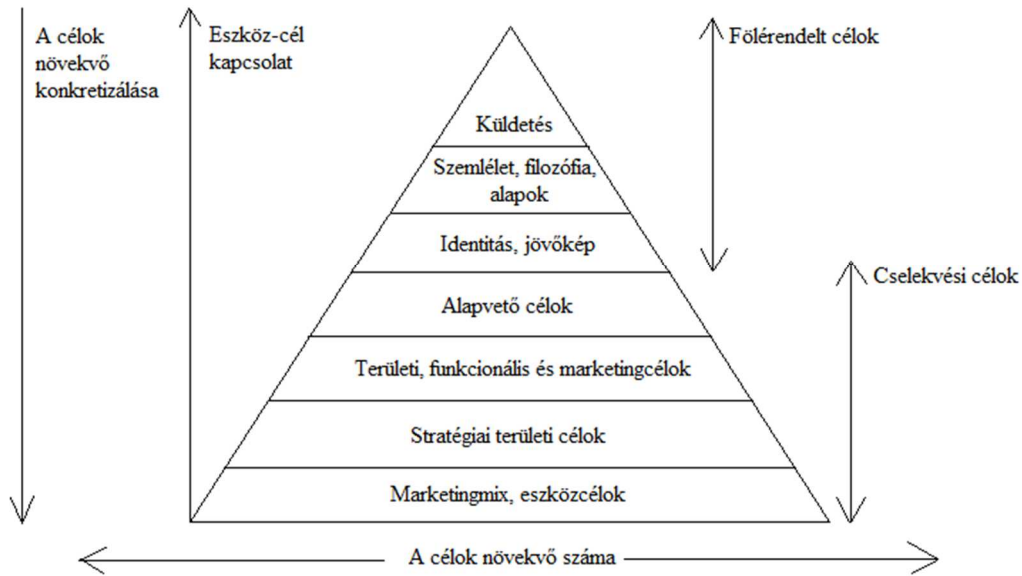 A célok
növekvő
konkretizálása
Eszköz-cél
kapcsolat
Fölérendelt célok
Küldetés
Szemlélet, filozófia,
alapok
Identitás, jövőkép
Cselekvési célok
Alapvető célok
Területi, funkcionális és marketingcélok
Stratégiai területi célok
Marketingmix, eszközcélok
A célok növekvő száma